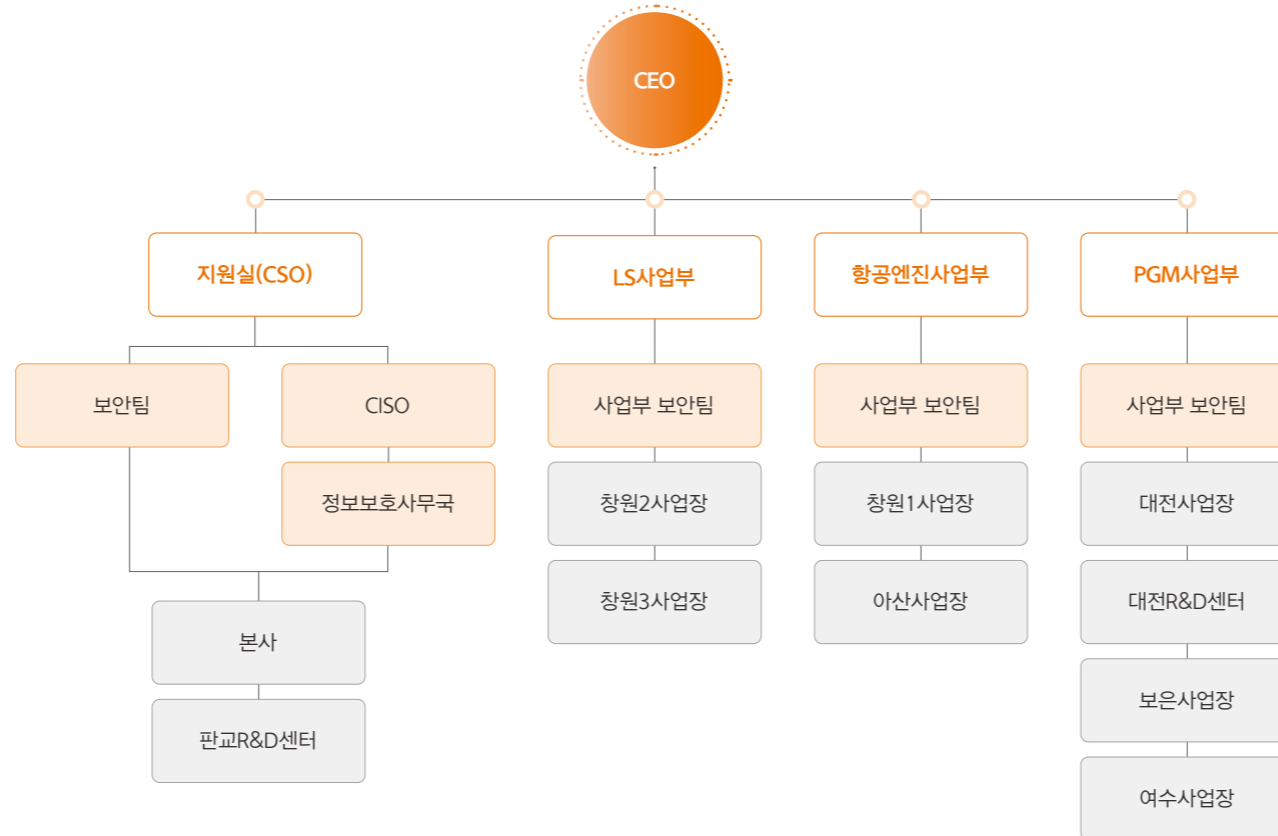 CEO
지원실(CSO)
LS사업부
항공엔진사업부
PGM사업부
보안팀
CISO
사업부 보안팀
사업부 보안팀
사업부 보안팀
정보보호사무국
창원2사업장
창원1사업장
대전사업장
창원3사업장
아산사업장
대전R&D센터
본사
보은사업장
판교R&D센터
여수사업장